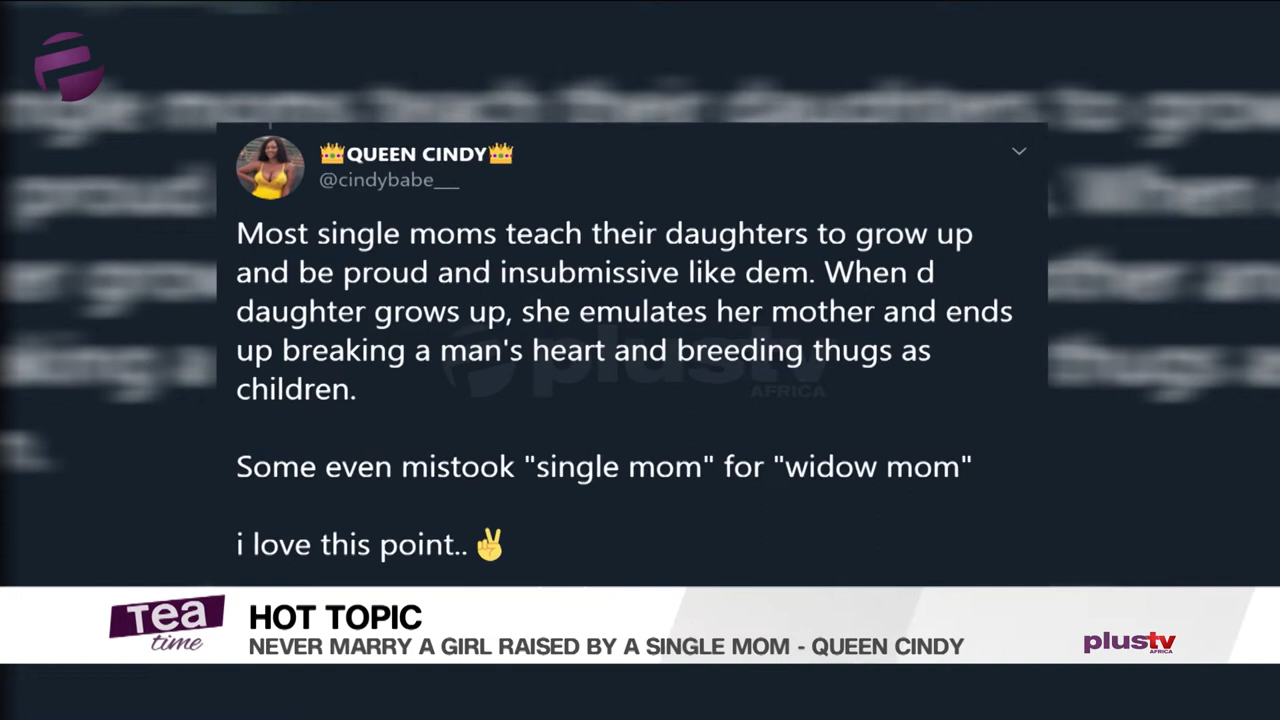 👑QUEEN CINDY👑
@cindybabe___
Most single moms teach their daughters to grow up
and be proud and insubmissive like dem. When d
daughter grows up, she emulates her mother and ends
up breaking a man's heart and breeding thugs as
children.
Some even mistook "single mom" for "widow mom"
i love this point..✌
plustv
AFRICA
Tea
time
HOT TOPIC
NEVER MARRY A GIRL RAISED BY A SINGLE MOM - QUEEN CINDY
plustv
AFRICA